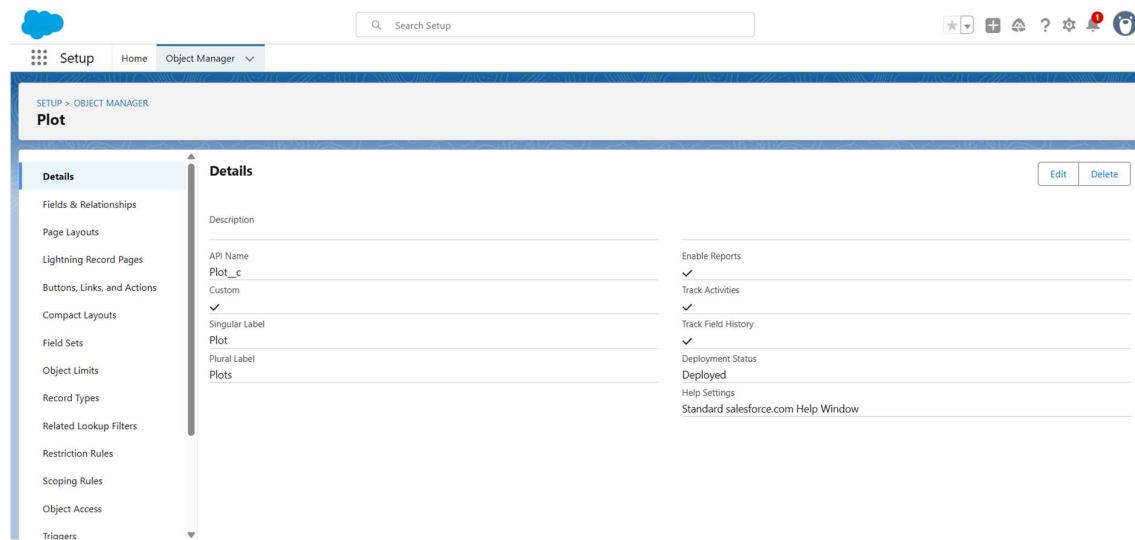 Search Setup
1
Setup
Home
Object Manager
SETUP > OBJECT MANAGER
Plot
Details
Fields & Relationships
Page Layouts
Lightning Record Pages
Buttons, Links, and Actions
Compact Layouts
Field Sets
Object Limits
Record Types
Related Lookup Filters
Restriction Rules
Scoping Rules
Object Access
Triggers
Details
Edit
Delete
Description
API Name
Plot__c
Custom
Singular Label
Plot
Plural Label
Plots
Enable Reports
Track Activities
Track Field History
Deployment Status
Deployed
Help Settings
Standard salesforce.com Help Window